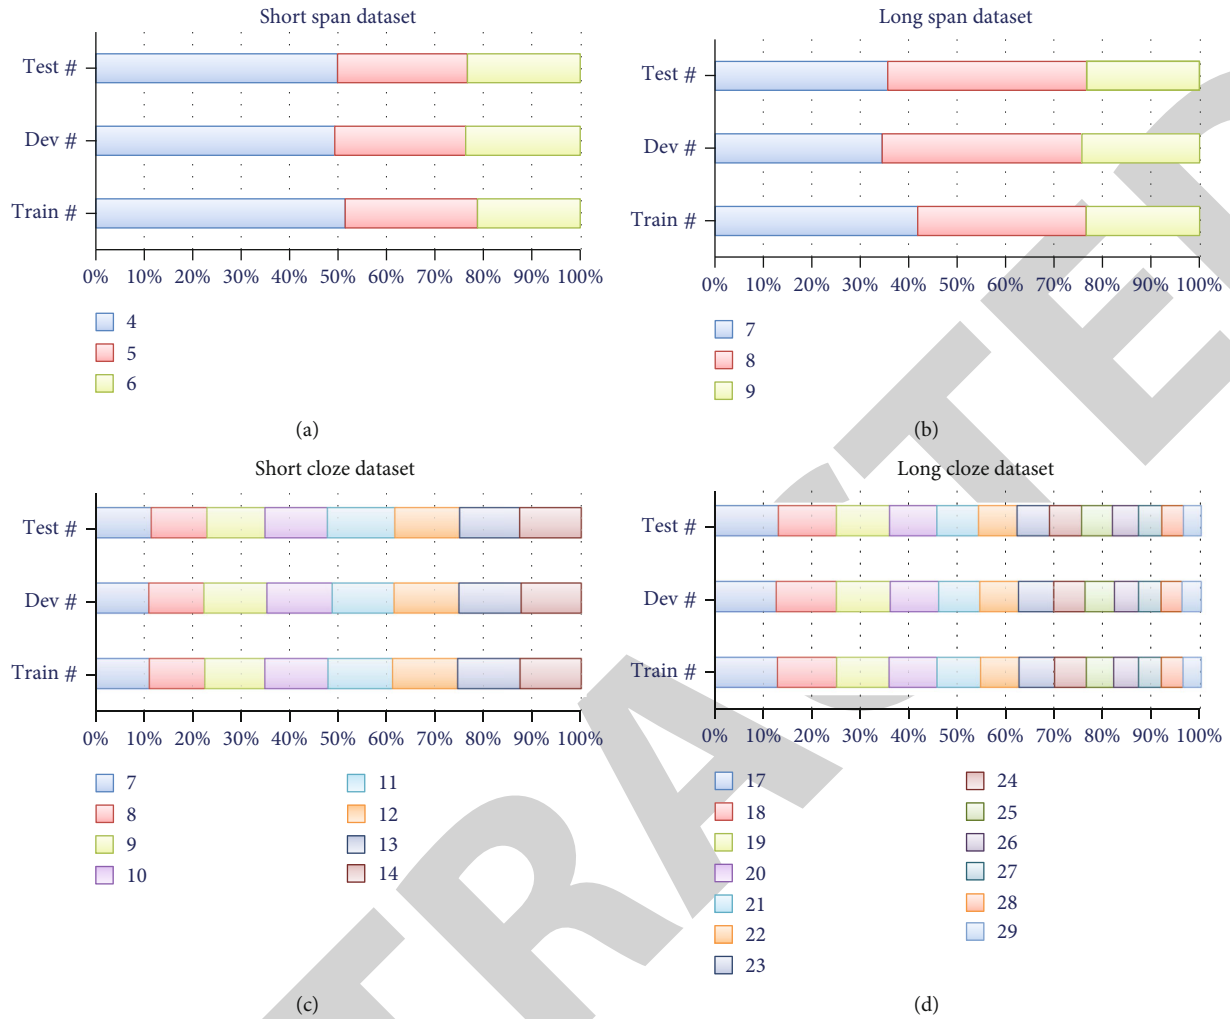 Short span dataset
Test #
Dev #
Train #
0% 10% 20% 30% 40% 50% 60% 70% 80% 90% 100%
4
5
6
(a)
Long span dataset
Test #
Dev #
Train #
0% 10% 20% 30% 40% 50% 60% 70% 80% 90% 100%
7
8
9
(b)
Short cloze dataset
Test #
Dev #
Train #
0% 10% 20% 30% 40% 50% 60% 70% 80% 90% 100%
7 11
8 12
9 13
10 14
(c)
Long cloze dataset
Test #
Dev #
Train #
0% 10% 20% 30% 40% 50% 60% 70% 80% 90% 100%
17 24
18 25
19 26
20 27
21 28
22 29
23
(d)
TRACTED